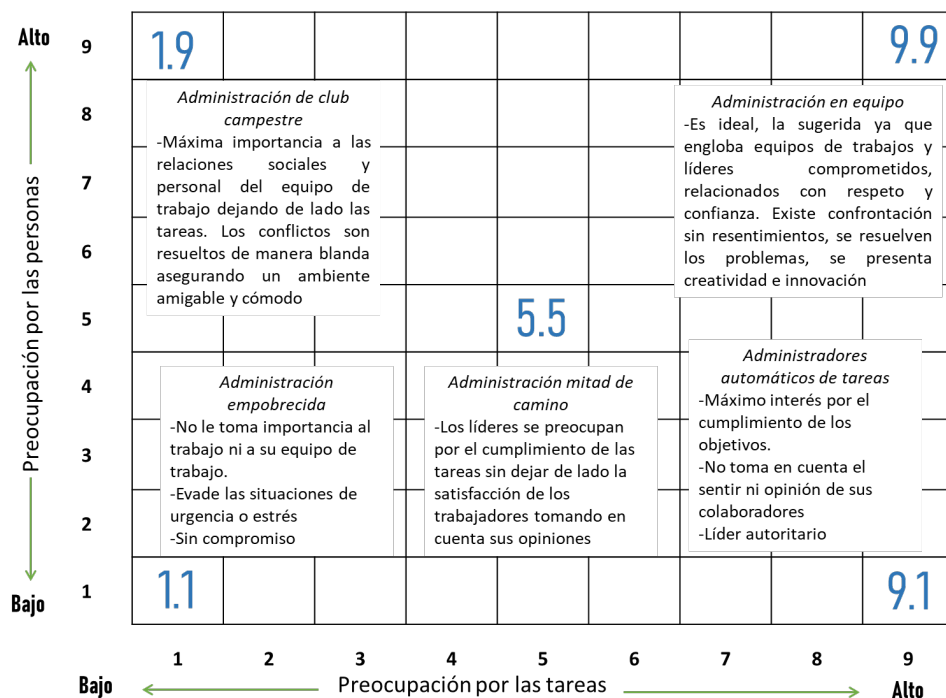 Alto
9
1.9
9.9
8
Administración de club
campestre
-Máxima importancia a las
relaciones sociales y
personal del equipo de
trabajo dejando de lado las
tareas. Los conflictos son
resueltos de manera blanda
asegurando un ambiente
amigable y cómodo
Administración en equipo
-Es ideal, la sugerida ya que
engloba equipos de trabajos y
líderes comprometidos,
relacionados con respeto y
confianza. Existe confrontación
sin resentimientos, se resuelven
los problemas, se presenta
creatividad e innovación
7
6
Preocupación por las personas
5
5.5
4
Administración
empobrecida
-No le toma importancia al
trabajo ni a su equipo de
trabajo.
-Evade las situaciones de
urgencia o estrés
-Sin compromiso
Administración mitad de
camino
-Los líderes se preocupan
por el cumplimiento de las
tareas sin dejar de lado la
satisfacción de los
trabajadores tomando en
cuenta sus opiniones
Administradores
automáticos de tareas
-Máximo interés por el
cumplimiento de los
objetivos.
-No toma en cuenta el
sentir ni opinión de sus
colaboradores
-Líder autoritario
3
2
Bajo
1
1.1
9.1
1 2 3 4 5 6 7 8 9
Bajo Preocupación por las tareas Alto